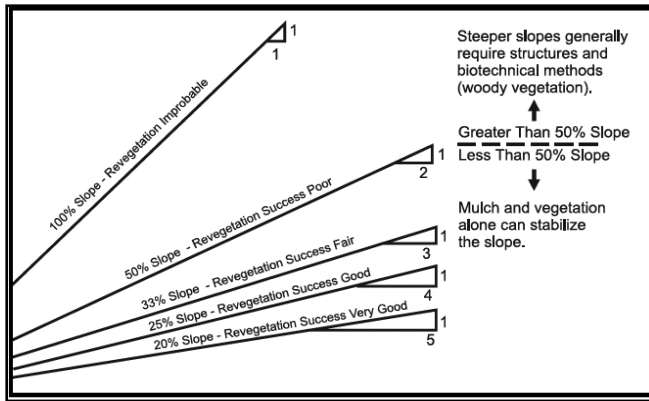 1
1
100% Slope - Revegetation Improbable
Steeper slopes generally
require structures and
biotechnical methods
(woody vegetation).
Greater Than 50% Slope
Less Than 50% Slope
Mulch and vegetation
alone can stabilize
the slope.
1
2
50% Slope - Revegetation Success Poor
1
3
33% Slope - Revegetation Success Fair
1
4
25% Slope - Revegetation Success Good
1
5
20% Slope - Revegetation Success Very Good